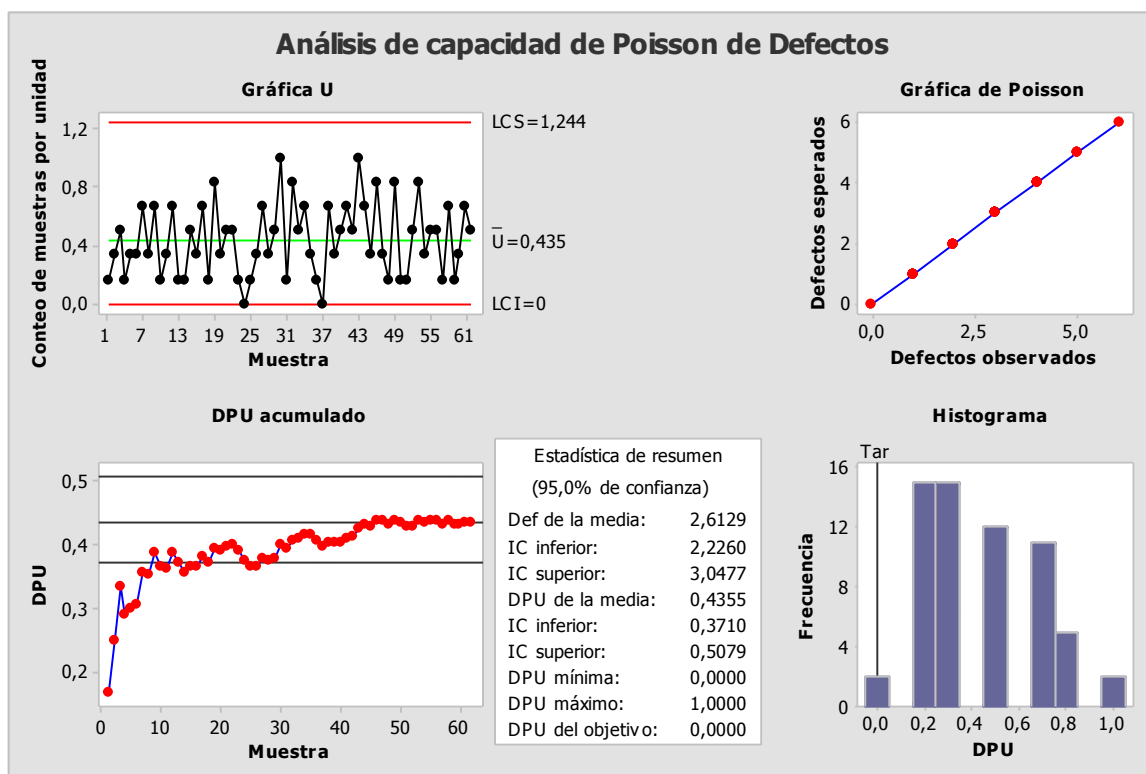 Análisis de capacidad de Poisson de Defectos
Gráfica U
Conteo de muestras por unidad
1,2
0,8
0,4
0,0
LCS=1,244
_
U=0,435
LCI=0
1 7 13 19 25 31 37 43 49 55 61
Muestra
Gráfica de Poisson
Defectos esperados
6
4
2
0
0,0 2,5 5,0
Defectos observados
DPU acumulado
DPU
0,5
0,4
0,3
0,2
0 10 20 30 40 50 60
Muestra
Estadística de resumen
(95,0% de confianza)
Def de la media: 2,6129
IC inferior: 2,2260
IC superior: 3,0477
DPU de la media: 0,4355
IC inferior: 0,3710
IC superior: 0,5079
DPU mínima: 0,0000
DPU máximo: 1,0000
DPU del objetivo: 0,0000
Histograma
Tar
Frecuencia
16
12
8
4
0
0,0 0,2 0,4 0,6 0,8 1,0
DPU